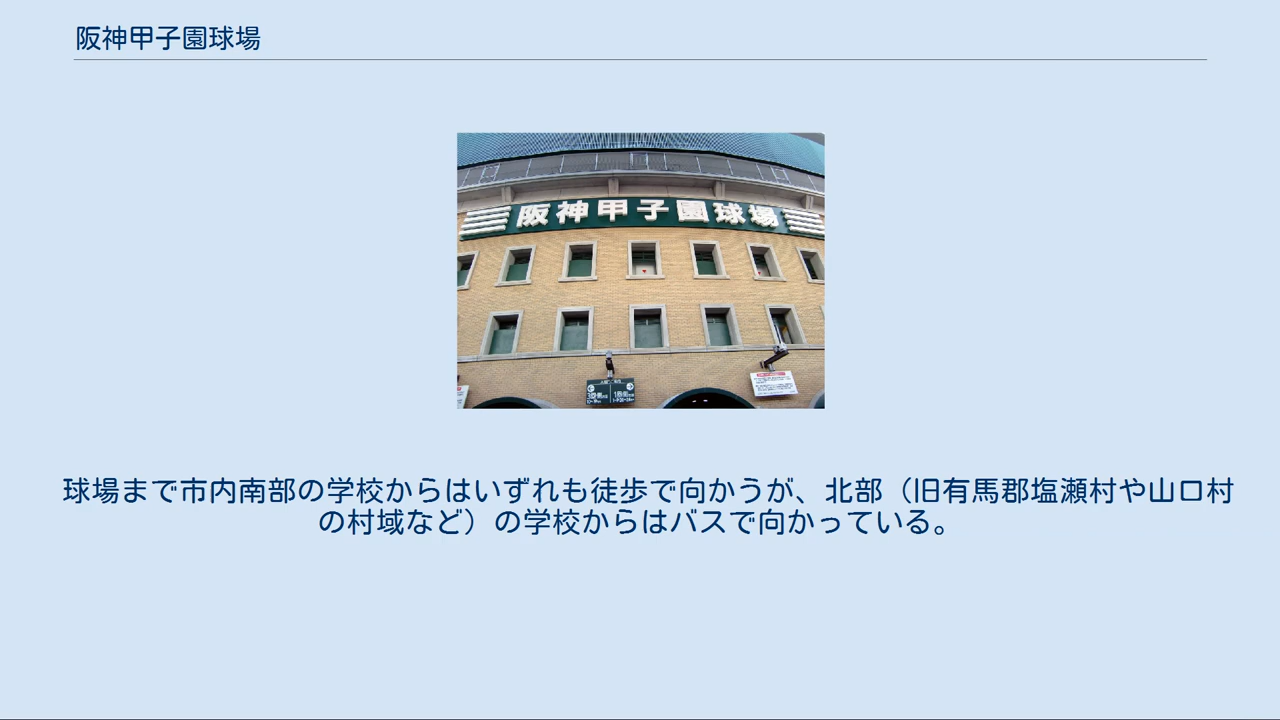 阪神甲子園球場
阪神甲子園球場
球場まで市内南部の学校からはいずれも徒歩で向かうが、北部（旧有馬郡塩瀬村や山口村
の村域など）の学校からはバスで向かっている。